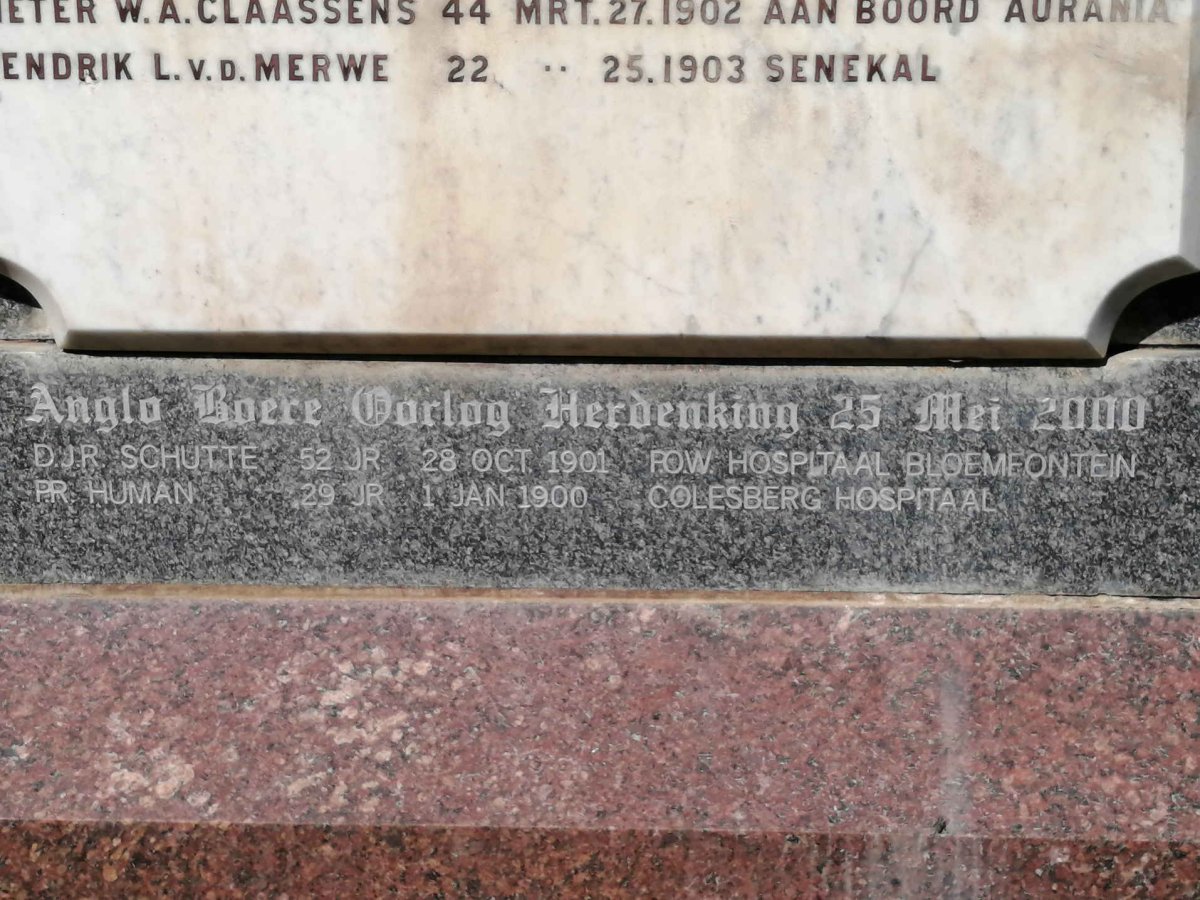 IETER W.A.CLAASSENS 44 MRT.27.1902 AAN BOORD AURANIA
ENDRIK L.V.D.MERWE 22 .. 25.1903 SENEKAL
Anglo Boere Oorlog Herdenking 25 Mei 2000
D.J.P. SCHUTTE 52 JR 28 OCT 1901 P.O.W. HOSPITAAL BLOEMFONTEIN
P.R. HUMAN 29 JR 1 JAN 1900 COLESBERG HOSPITAAL